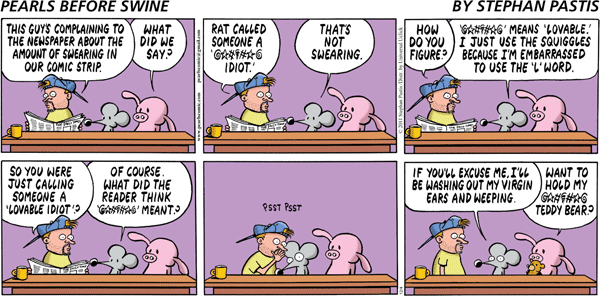 PEARLS BEFORE SWINE
BY STEPHAN PASTIS
THIS GUY'S COMPLAINING TO
THE NEWSPAPER ABOUT THE
AMOUNT OF SWEARING IN
OUR COMIC STRIP.
WHAT
DID WE
SAY?
RAT CALLED
SOMEONE A
'@☆#%☆@
IDIOT.'
THAT'S
NOT
SWEARING.
HOW
DO YOU
FIGURE?
'@☆#%☆@' MEANS 'LOVABLE.'
I JUST USE THE SQUIGGLES
BECAUSE I'M EMBARRASSED
TO USE THE 'L' WORD.
SO YOU WERE
JUST CALLING
SOMEONE A
'LOVABLE IDIOT'?
OF COURSE.
WHAT DID THE
READER THINK
'@☆#%☆@' MEANT?
PSST PSST
IF YOU'LL EXCUSE ME, I'LL
BE WASHING OUT MY VIRGIN
EARS AND WEEPING.
WANT TO
HOLD MY
@☆#%☆@
TEDDY BEAR?